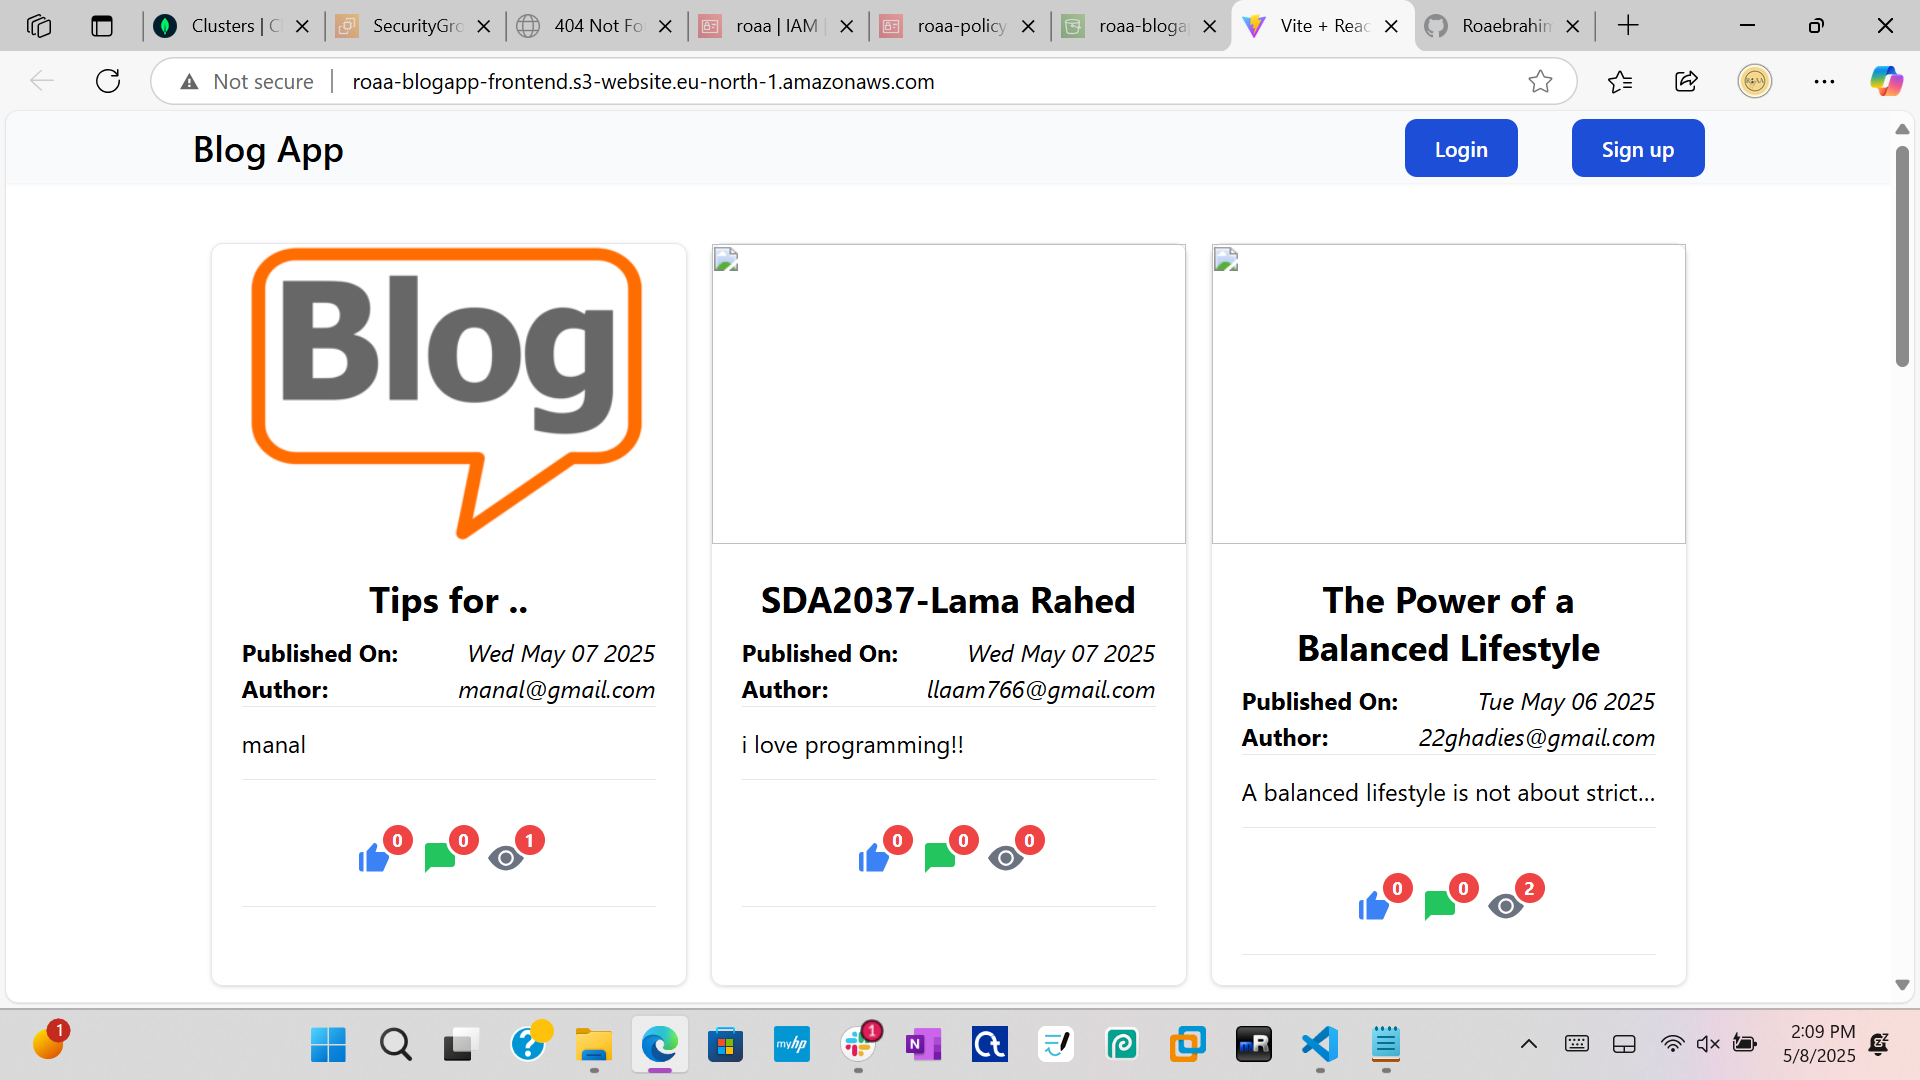 Clusters | Cl
SecurityGro
404 Not Fo
roaa | IAM |
roaa-policy
roaa-bloga
Vite + Reac
Roaebrahim
Not secure
roaa-blogapp-frontend.s3-website.eu-north-1.amazonaws.com
Blog App
Login
Sign up
Blog
Tips for ..
Published On: Wed May 07 2025
Author: manal@gmail.com
manal
0 0 1
SDA2037-Lama Rahed
Published On: Wed May 07 2025
Author: llaam766@gmail.com
i love programming!!
0 0 0
The Power of a
Balanced Lifestyle
Published On: Tue May 06 2025
Author: 22ghadies@gmail.com
A balanced lifestyle is not about strict...
0 0 2
1
myhp
1
N
mR
2:09 PM
5/8/2025